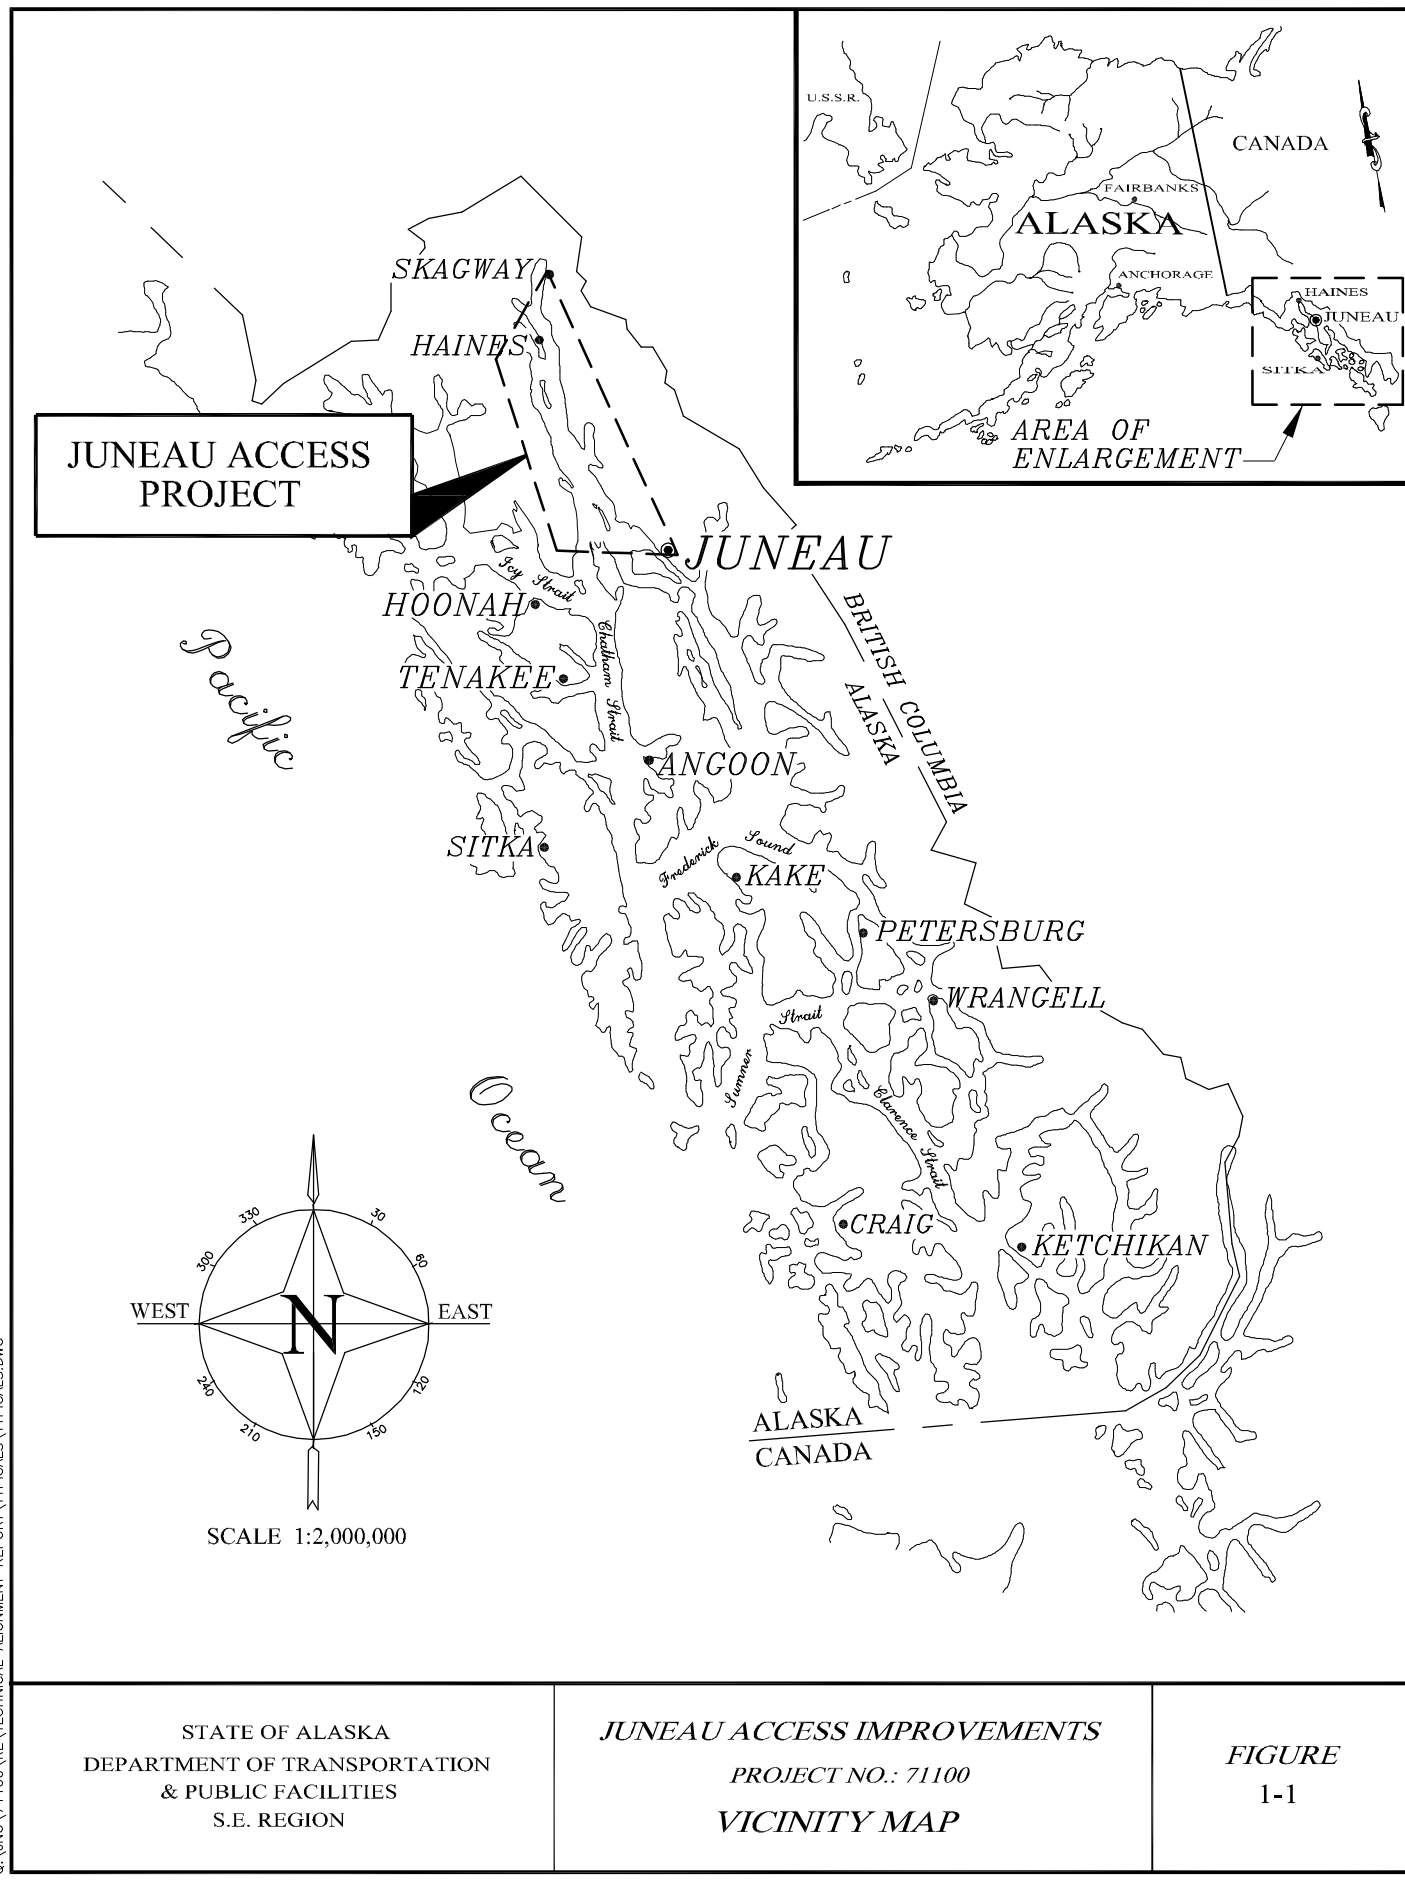 U.S.S.R.
CANADA
FAIRBANKS
ALASKA
ANCHORAGE
HAINES
JUNEAU
SITKA
AREA OF
ENLARGEMENT
SKAGWAY
HAINES
JUNEAU ACCESS
PROJECT
JUNEAU
Icy Strait
HOONAH
BRITISH COLUMBIA
ALASKA
Chatham Strait
TENAKEE
Pacific
ANGOON
SITKA
Frederick Sound
KAKE
PETERSBURG
WRANGELL
Sumner Strait
Clarence Strait
Ocean
CRAIG
KETCHIKAN
330
30
300
60
WEST
N
EAST
240
120
210
150
SCALE 1:2,000,000
ALASKA
CANADA
STATE OF ALASKA
DEPARTMENT OF TRANSPORTATION
& PUBLIC FACILITIES
S.E. REGION
JUNEAU ACCESS IMPROVEMENTS
PROJECT NO.: 71100
VICINITY MAP
FIGURE
1-1